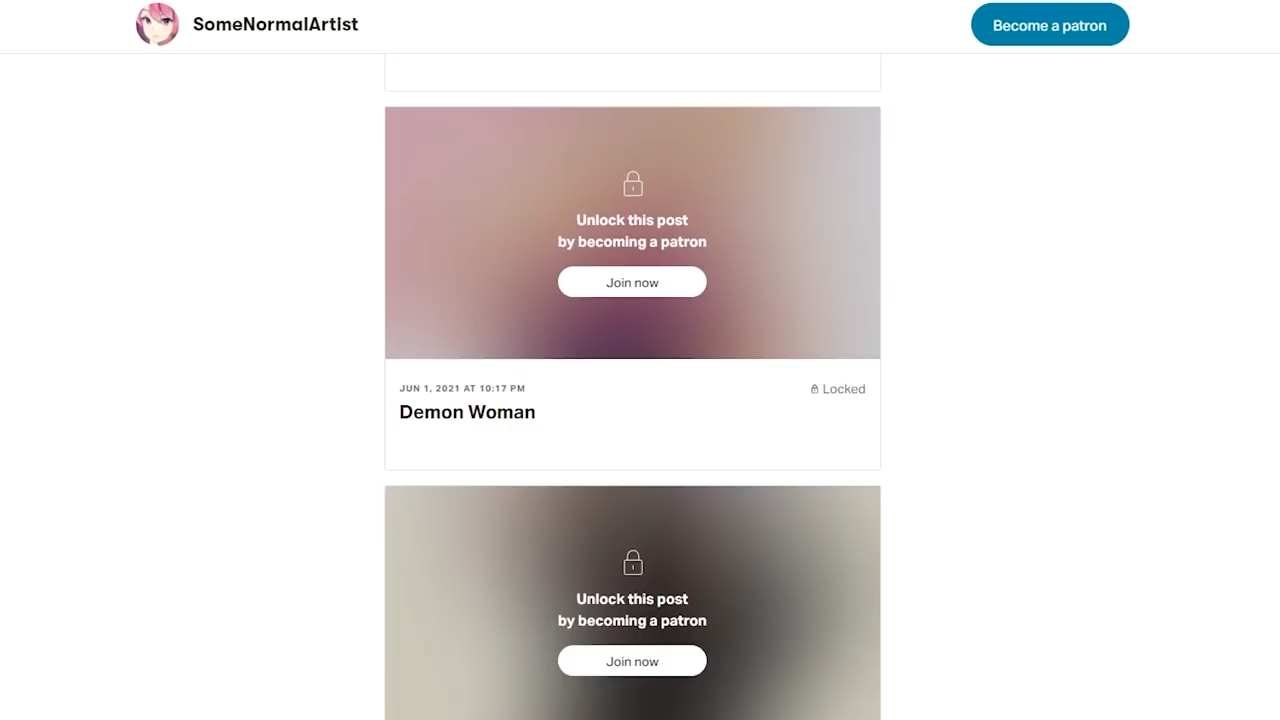 SomeNormalArtist
Become a patron
Unlock this post
by becoming a patron
Join now
JUN 1, 2021 AT 10:17 PM
Locked
Demon Woman
Unlock this post
by becoming a patron
Join now